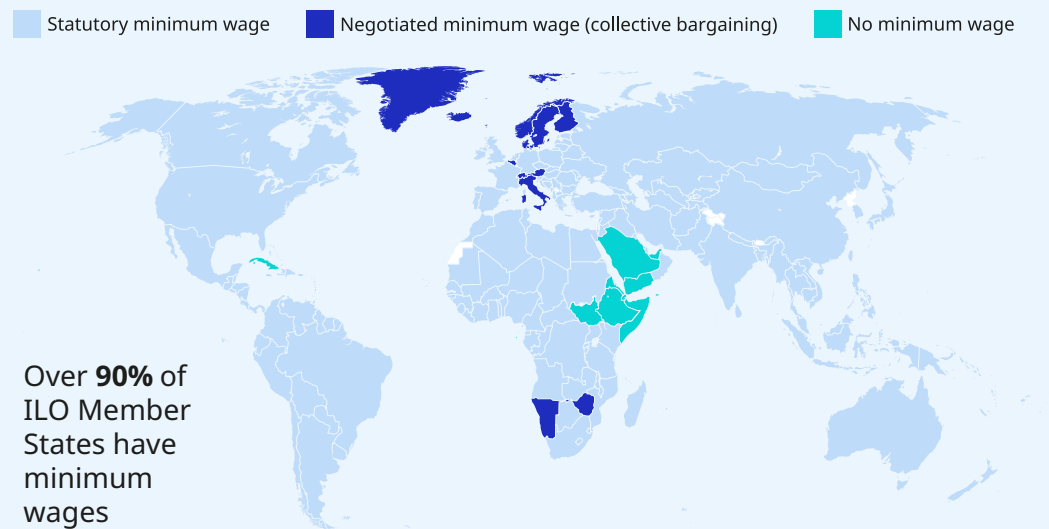 Statutory minimum wage
Negotiated minimum wage (collective bargaining)
No minimum wage
Over 90% of
ILO Member
States have
minimum
wages